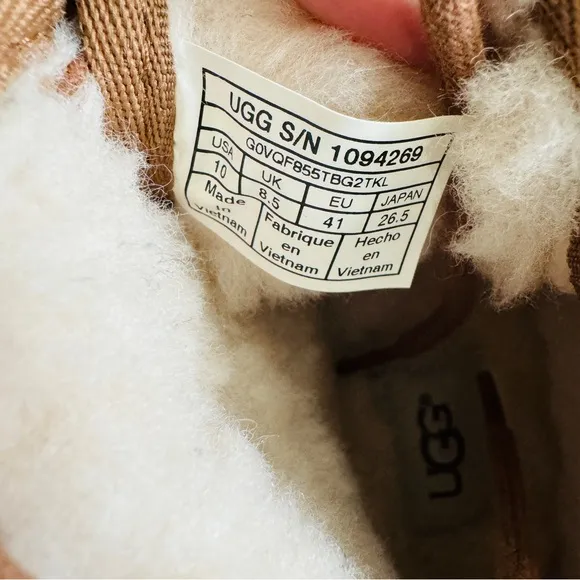 UGG S/N 1094269
G0VQF855TBG2TKL
USA UK EU JAPAN
10 8.5 41 26.5
Made in Vietnam Fabrique en Vietnam Hecho en Vietnam
UGG